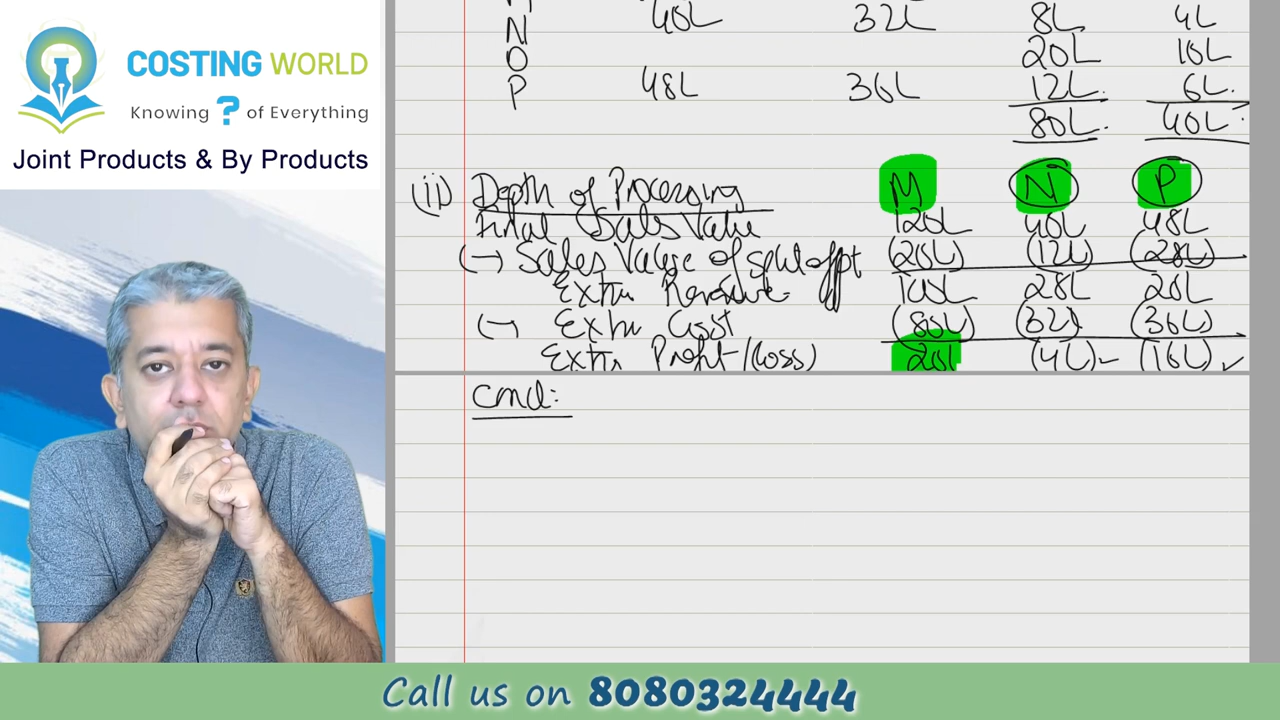 COSTING WORLD
Knowing ? of Everything
Joint Products & By Products
N 40L 32L 8L 4L
O 20L 10L
P 48L 36L 12L 6L
80L 40L
(ii) Depth of Processing M N P
Final Sales Value 120L 40L 48L
(-) Sales Value of splitoffpt (20L) (12L) (28L)
Extra Revenue 100L 28L 20L
(-) Extra Cost (80L) (32L) (36L)
Extra Profit/(Loss) 20L (4L) (16L)
Cmd:
Call us on 8080324444